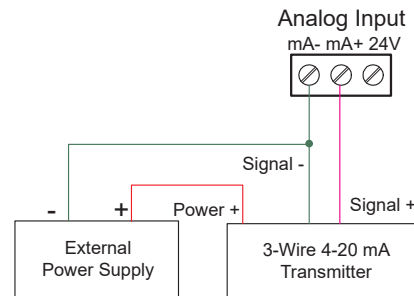 Analog Input
mA- mA+ 24V
Signal -
- + Power + Signal +
External
Power Supply
3-Wire 4-20 mA
Transmitter